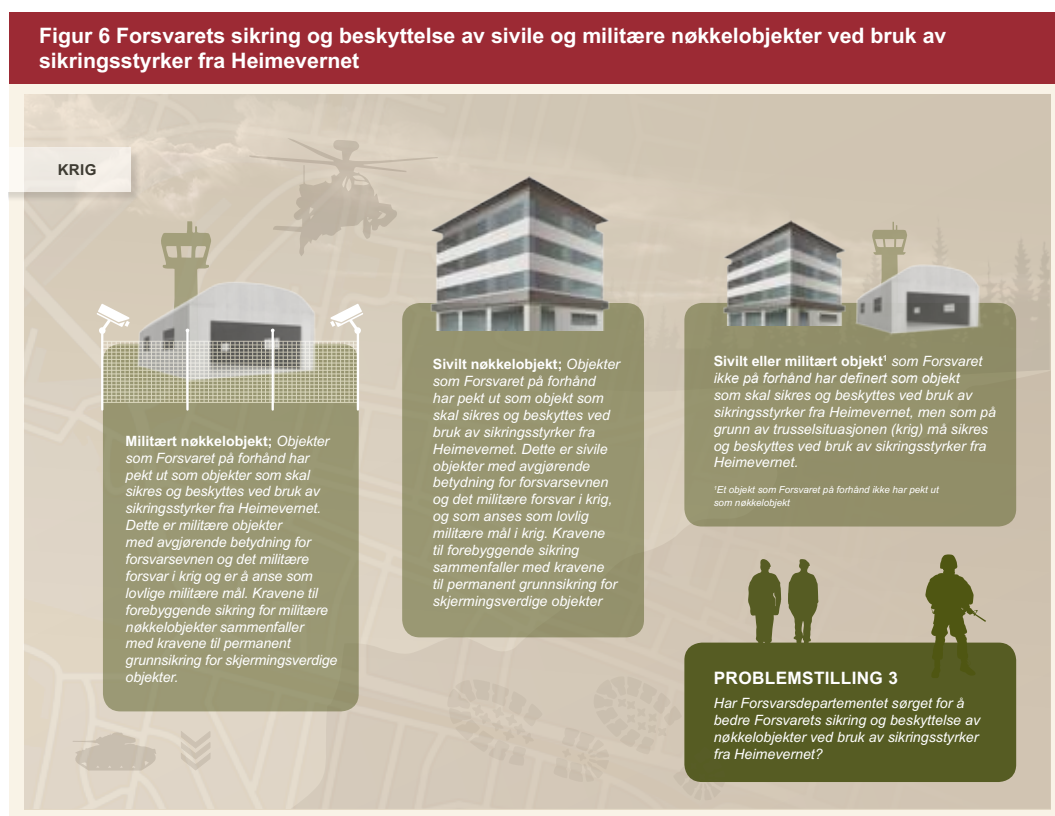 Figur 6 Forsvarets sikring og beskyttelse av sivile og militære nøkkelobjekter ved bruk av
sikringsstyrker fra Heimevernet
KRIG
Militært nøkkelobjekt; Objekter
som Forsvaret på forhånd har
pekt ut som objekter som skal
sikres og beskyttes ved bruk av
sikringsstyrker fra Heimevernet.
Dette er militære objekter
med avgjørende betydning for
forsvarsevnen og det militære
forsvar i krig og er å anse som
lovlige militære mål. Kravene til
forebyggende sikring for militære
nøkkelobjekter sammenfaller
med kravene til permanent
grunnsikring for skjermingsverdige
objekter.
Sivilt nøkkelobjekt; Objekter
som Forsvaret på forhånd
har pekt ut som objekt som
skal sikres og beskyttes ved
bruk av sikringsstyrker fra
Heimevernet. Dette er sivile
objekter med avgjørende
betydning for forsvarsevnen
og det militære forsvar i krig,
og som anses som lovlig
militære mål i krig. Kravene
til forebyggende sikring
sammenfaller med kravene
til permanent grunnsikring for
skjermingsverdige objekter
Sivilt eller militært objekt¹ som Forsvaret
ikke på forhånd har definert som objekt
som skal sikres og beskyttes ved bruk av
sikringsstyrker fra Heimevernet, men som på
grunn av trusselsituasjonen (krig) må sikres
og beskyttes ved bruk av sikringsstyrker fra
Heimevernet.
¹Et objekt som Forsvaret på forhånd ikke har pekt ut
som nøkkelobjekt
PROBLEMSTILLING 3
Har Forsvarsdepartementet sørget for å
bedre Forsvarets sikring og beskyttelse av
nøkkelobjekter ved bruk av sikringsstyrker
fra Heimevernet?